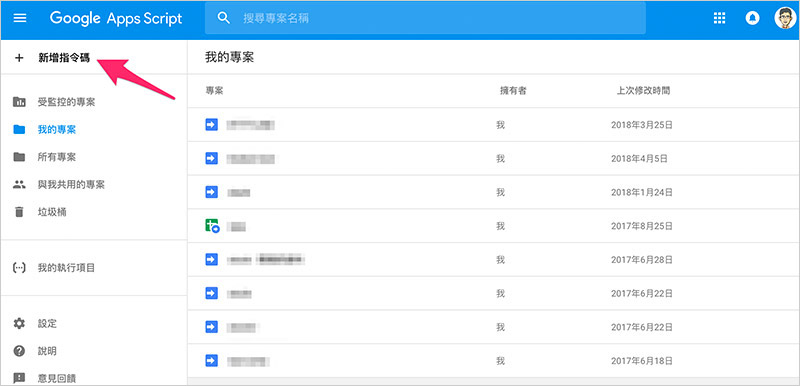 Google Apps Script
搜尋專案名稱
新增指令碼
受監控的專案
我的專案
所有專案
與我共用的專案
垃圾桶
我的執行項目
設定
說明
意見回饋
我的專案
專案 擁有者 上次修改時間
我 2018年3月25日
我 2018年4月5日
我 2018年1月24日
我 2017年8月25日
我 2017年6月28日
我 2017年6月22日
我 2017年6月22日
我 2017年6月18日